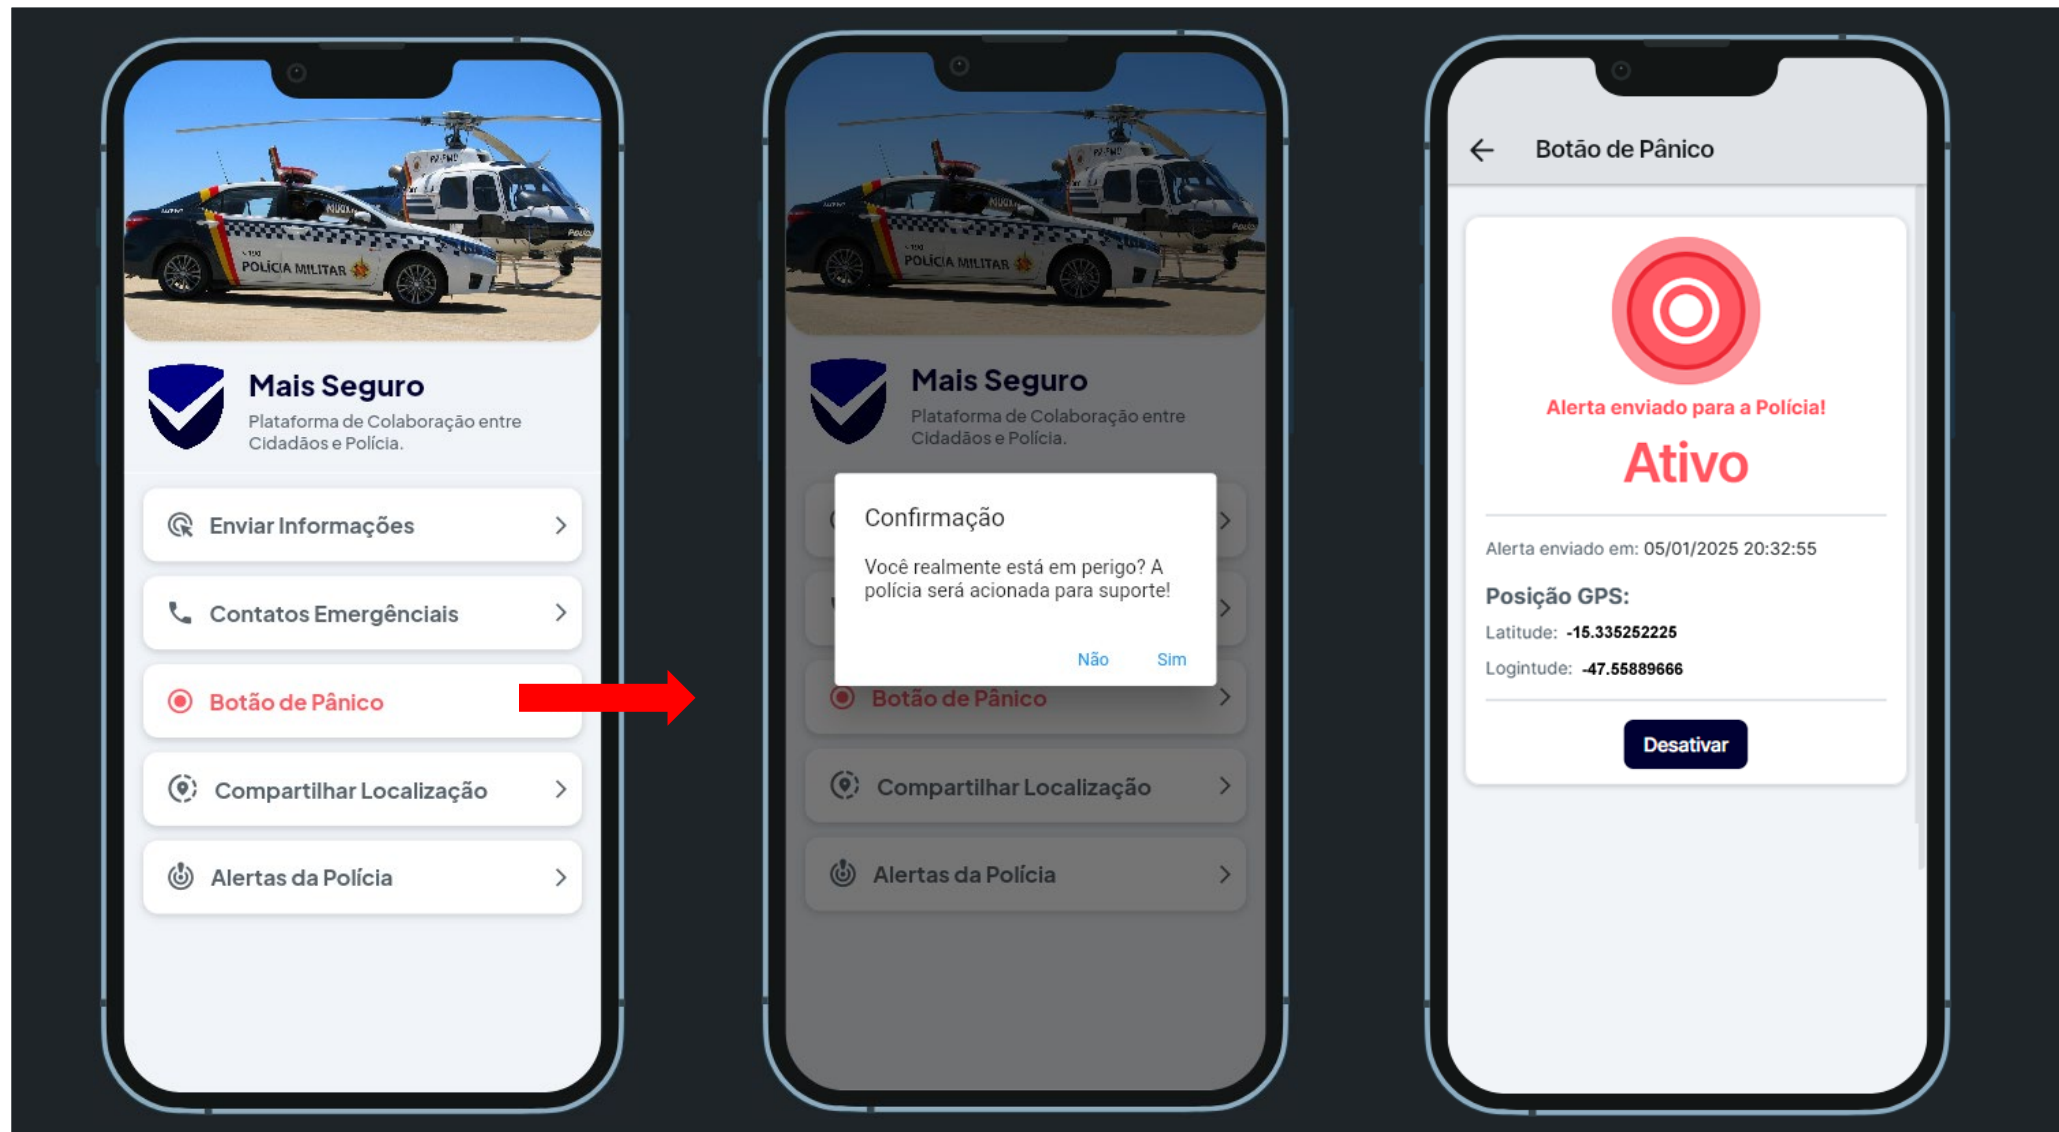 PR-PMD
190
POLÍCIA MILITAR
Mais Seguro
Plataforma de Colaboração entre
Cidadãos e Polícia.
Enviar Informações
Contatos Emergênciais
Botão de Pânico
Compartilhar Localização
Alertas da Polícia
190
POLÍCIA MILITAR
Mais Seguro
Plataforma de Colaboração entre
Cidadãos e Polícia.
Confirmação
Você realmente está em perigo? A
polícia será acionada para suporte!
Não Sim
Botão de Pânico
Compartilhar Localização
Alertas da Polícia
Botão de Pânico
Alerta enviado para a Polícia!
Ativo
Alerta enviado em: 05/01/2025 20:32:55
Posição GPS:
Latitude: -15.335252225
Logintude: -47.55889666
Desativar